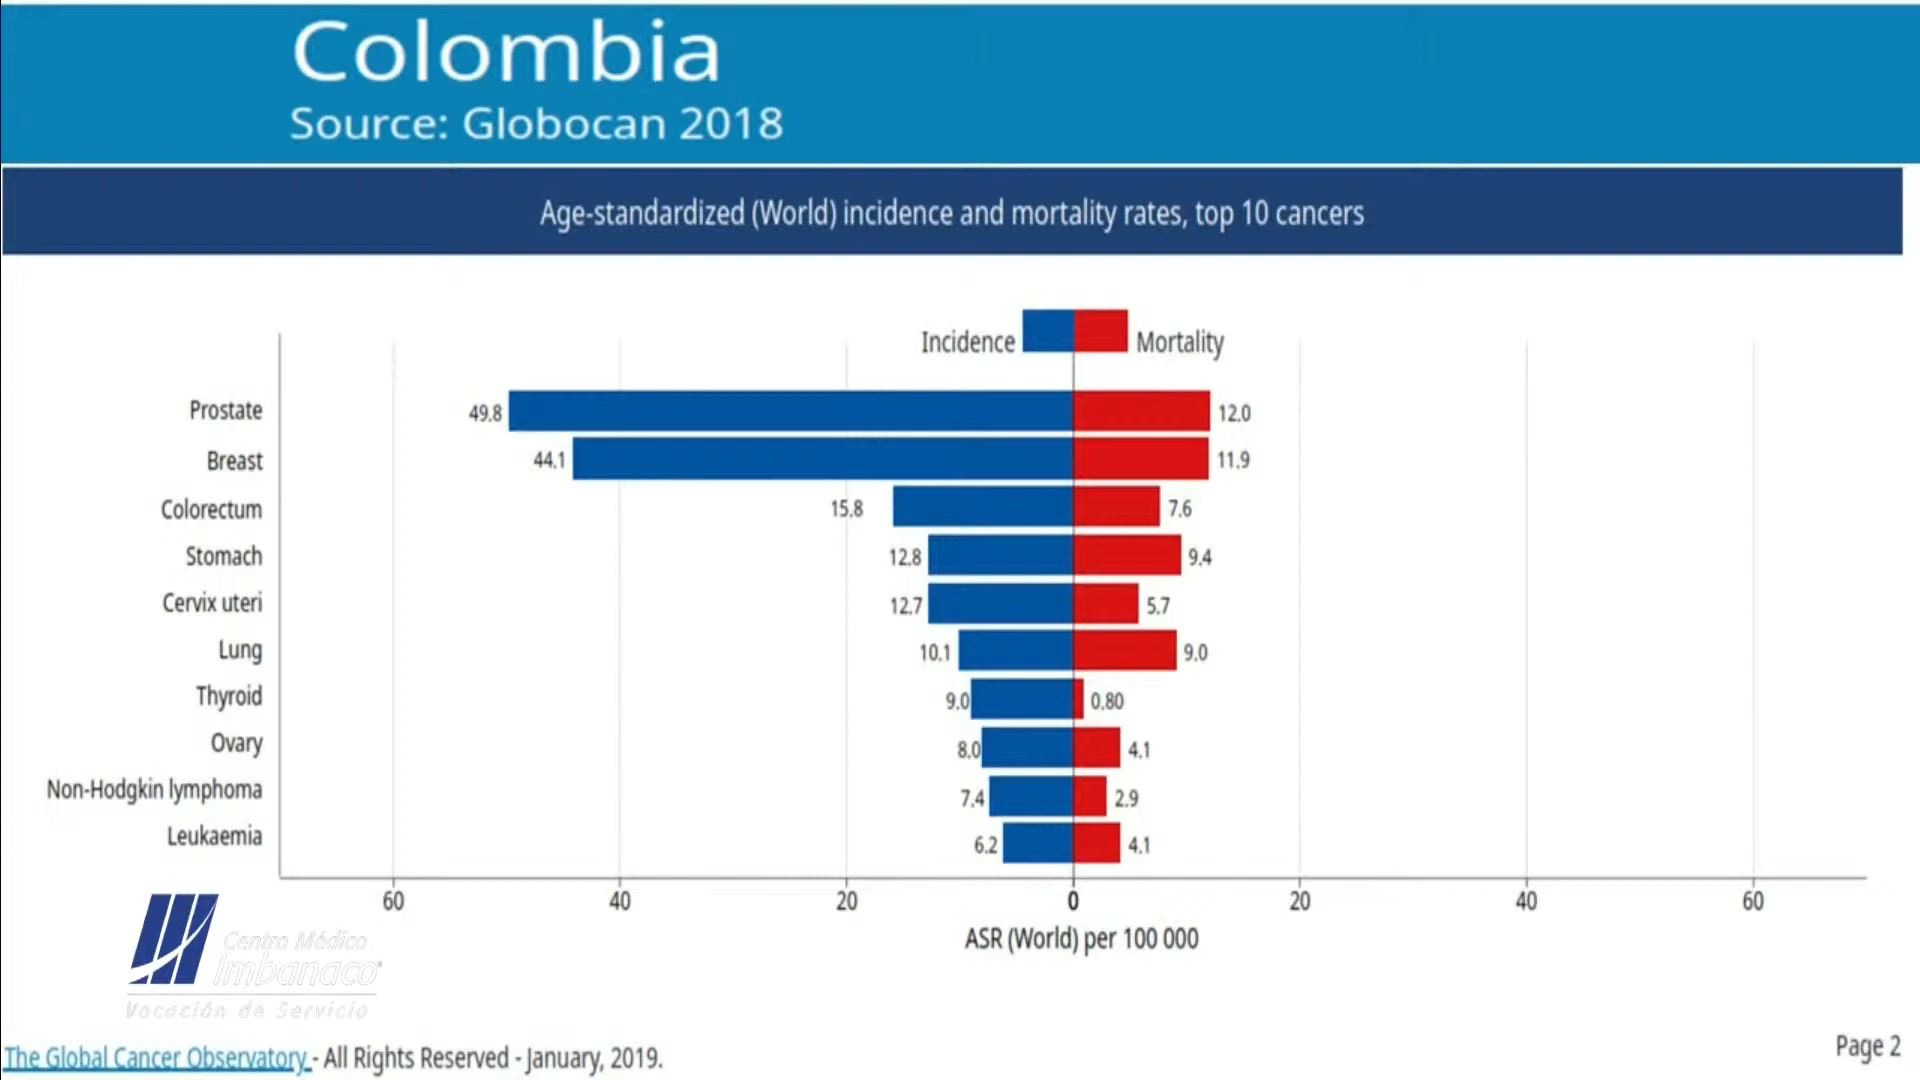 Colombia
Source: Globocan 2018
Age-standardized (World) incidence and mortality rates, top 10 cancers
Incidence
Mortality
Prostate
49.8
12.0
Breast
44.1
11.9
Colorectum
15.8
7.6
Stomach
12.8
9.4
Cervix uteri
12.7
5.7
Lung
10.1
9.0
Thyroid
9.0
0.80
Ovary
8.0
4.1
Non-Hodgkin lymphoma
7.4
2.9
Leukaemia
6.2
4.1
60 40 20 0 20 40 60
ASR (World) per 100 000
Centro Médico
Imbanaco®
Vocación de Servicio
The Global Cancer Observatory - All Rights Reserved - January, 2019.
Page 2